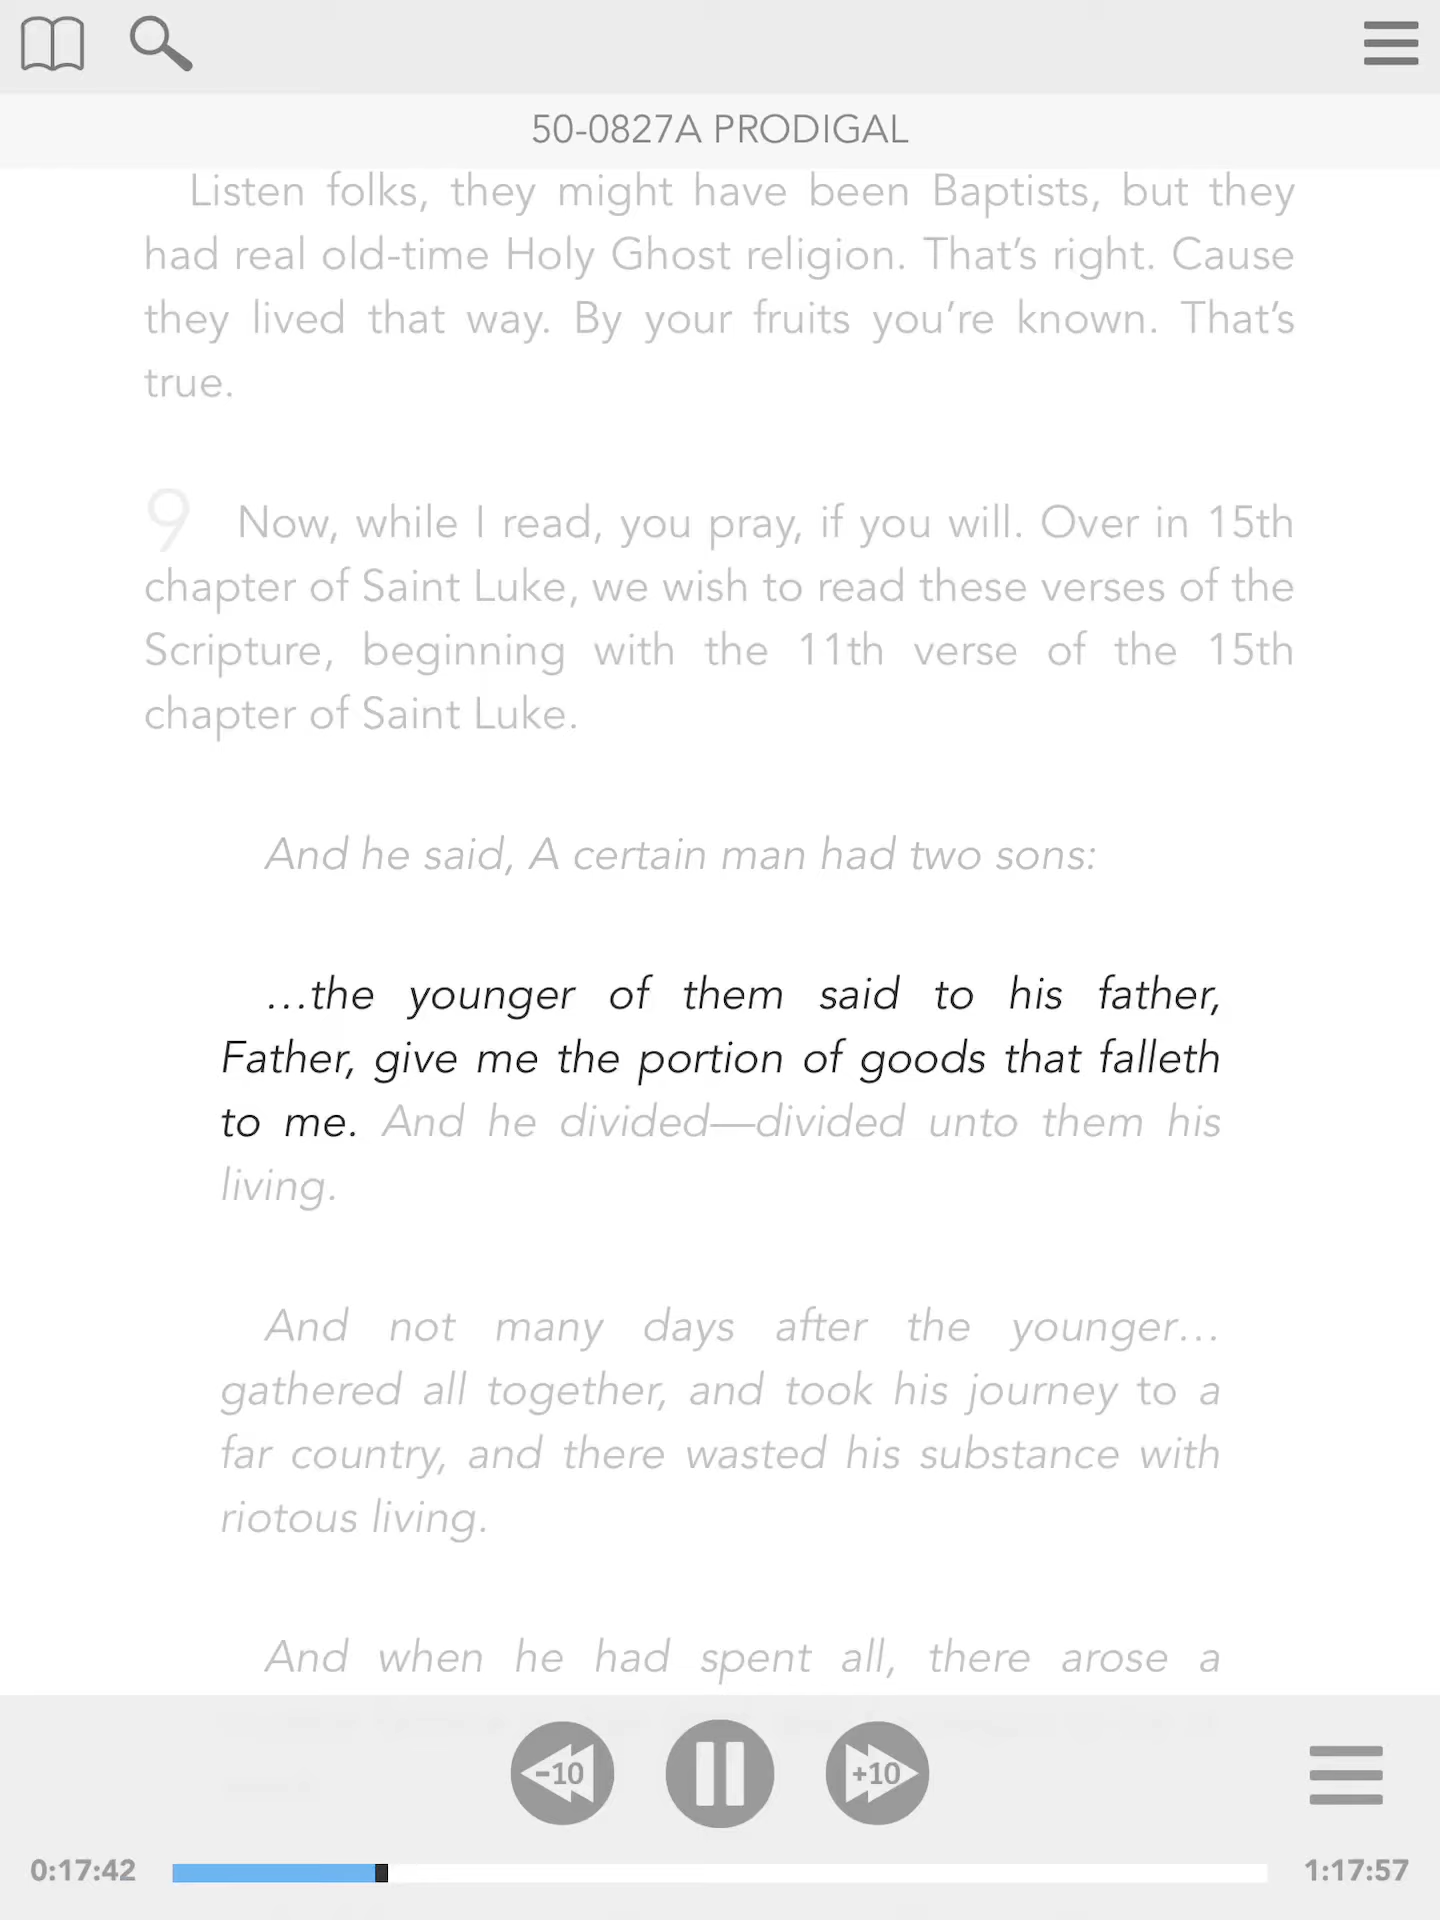 50-0827A PRODIGAL
Listen folks, they might have been Baptists, but they
had real old-time Holy Ghost religion. That’s right. Cause
they lived that way. By your fruits you’re known. That’s
true.
9 Now, while I read, you pray, if you will. Over in 15th
chapter of Saint Luke, we wish to read these verses of the
Scripture, beginning with the 11th verse of the 15th
chapter of Saint Luke.
And he said, A certain man had two sons:
…the younger of them said to his father,
Father, give me the portion of goods that falleth
to me. And he divided—divided unto them his
living.
And not many days after the younger…
gathered all together, and took his journey to a
far country, and there wasted his substance with
riotous living.
And when he had spent all, there arose a
-10 +10
0:17:42 1:17:57